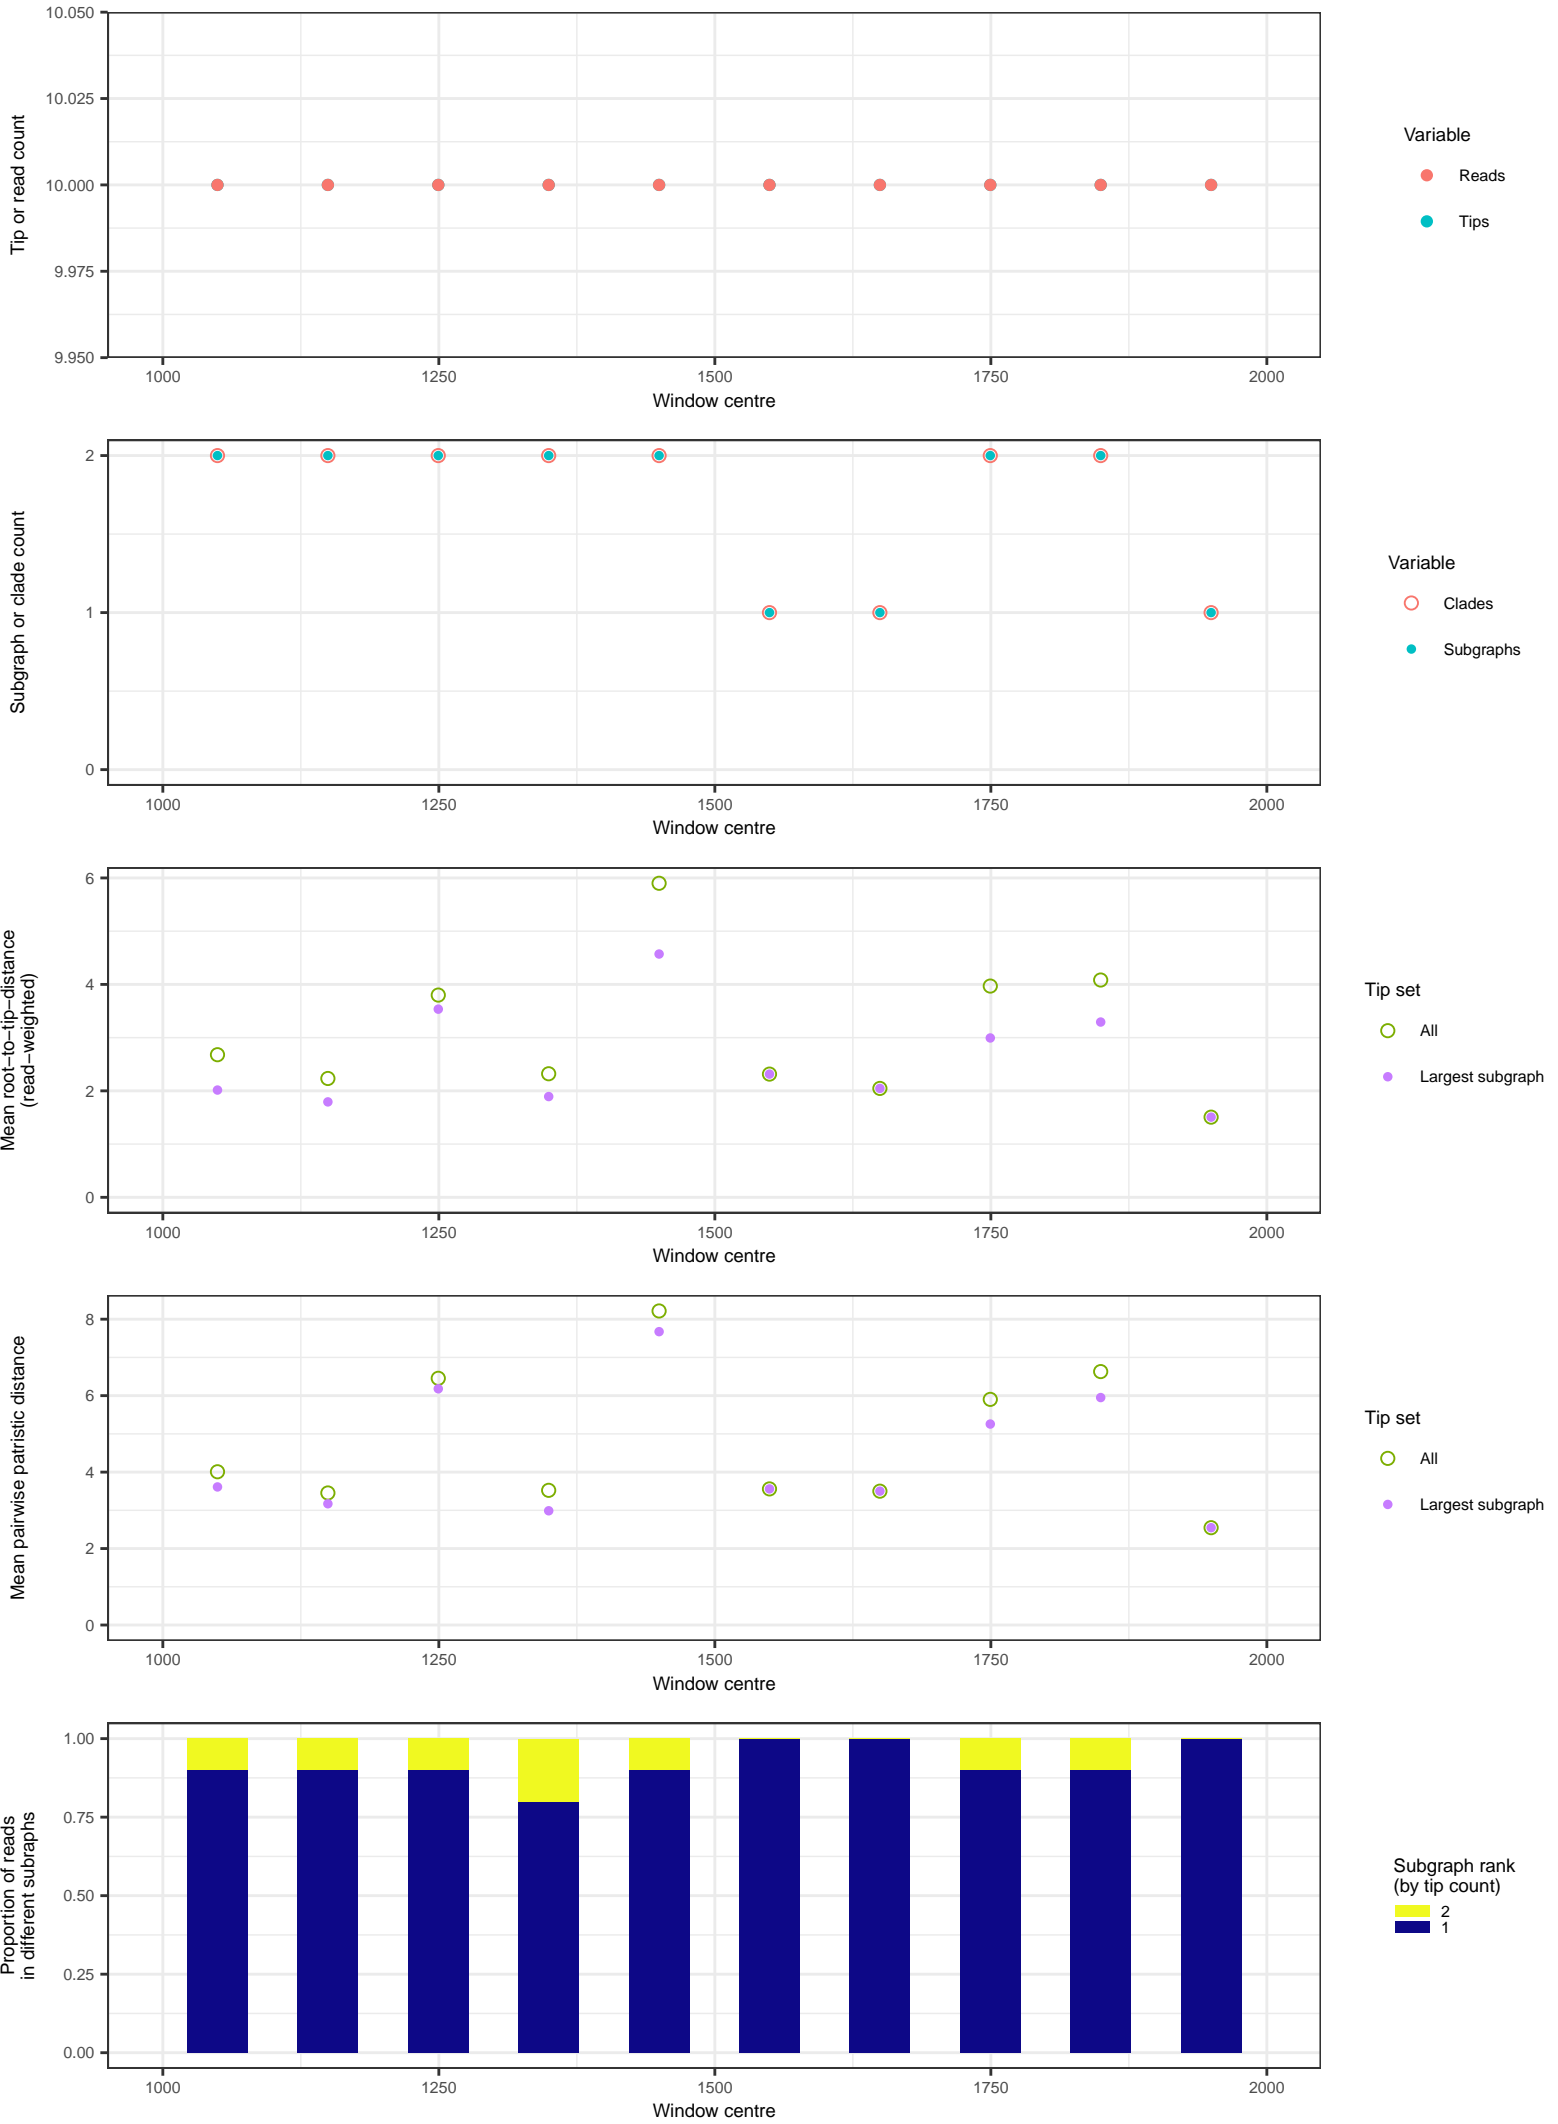 10.050
10.025
10.000
9.975
9.950
Tip or read count
1000 1250 1500 1750 2000
Window centre
Variable
Reads
Tips
2
1
0
Subgraph or clade count
1000 1250 1500 1750 2000
Window centre
Variable
Clades
Subgraphs
6
4
2
0
Mean root−to−tip−distance
(read−weighted)
1000 1250 1500 1750 2000
Window centre
Tip set
All
Largest subgraph
8
6
4
2
0
Mean pairwise patristic distance
1000 1250 1500 1750 2000
Window centre
Tip set
All
Largest subgraph
1.00
0.75
0.50
0.25
0.00
Proportion of reads
in different subraphs
1000 1250 1500 1750 2000
Window centre
Subgraph rank
(by tip count)
2
1